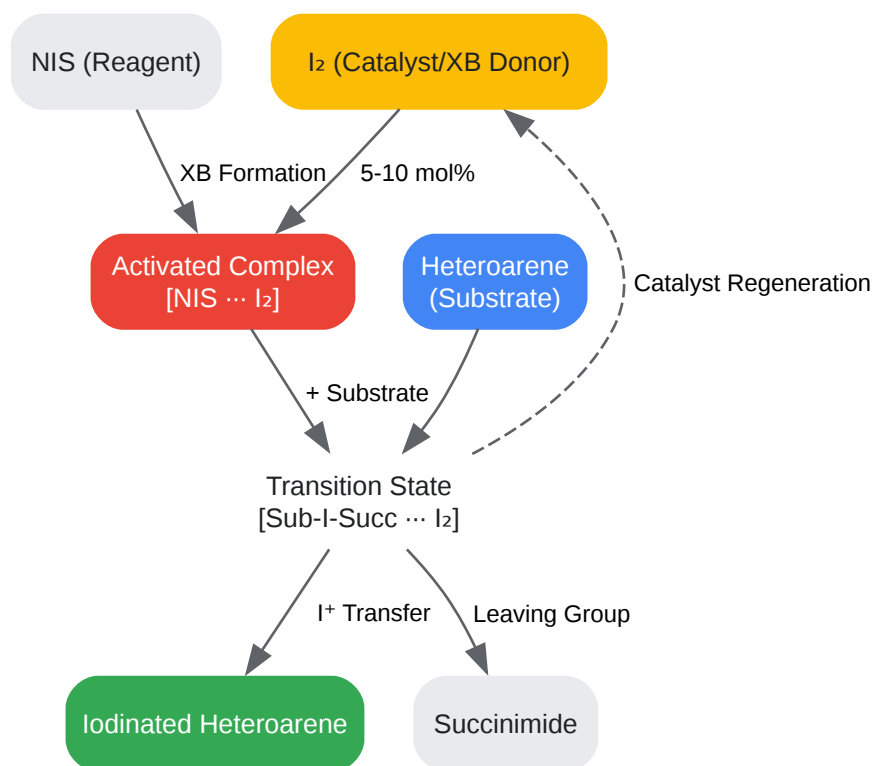 NIS (Reagent)
I₂ (Catalyst/XB Donor)
XB Formation
5-10 mol%
Activated Complex
[NIS ··· I₂]
Heteroarene
(Substrate)
Catalyst Regeneration
+ Substrate
Transition State
[Sub-I-Succ ··· I₂]
I⁺ Transfer
Leaving Group
Iodinated Heteroarene
Succinimide